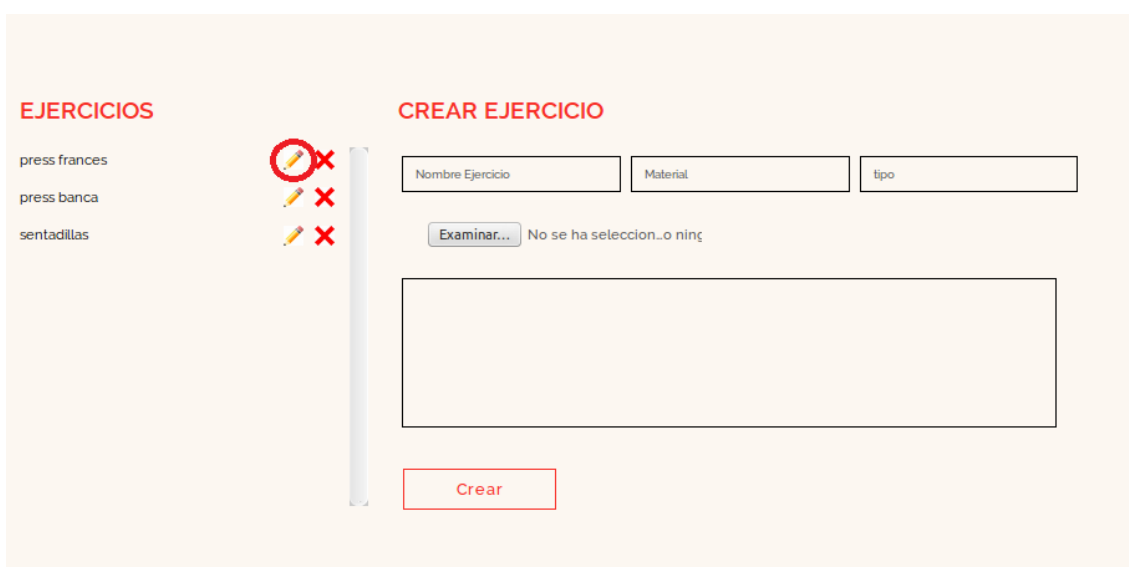 EJERCICIOS
press frances
press banca
sentadillas
CREAR EJERCICIO
Nombre Ejercicio
Material
tipo
Examinar... No se ha seleccion...o ning
Crear